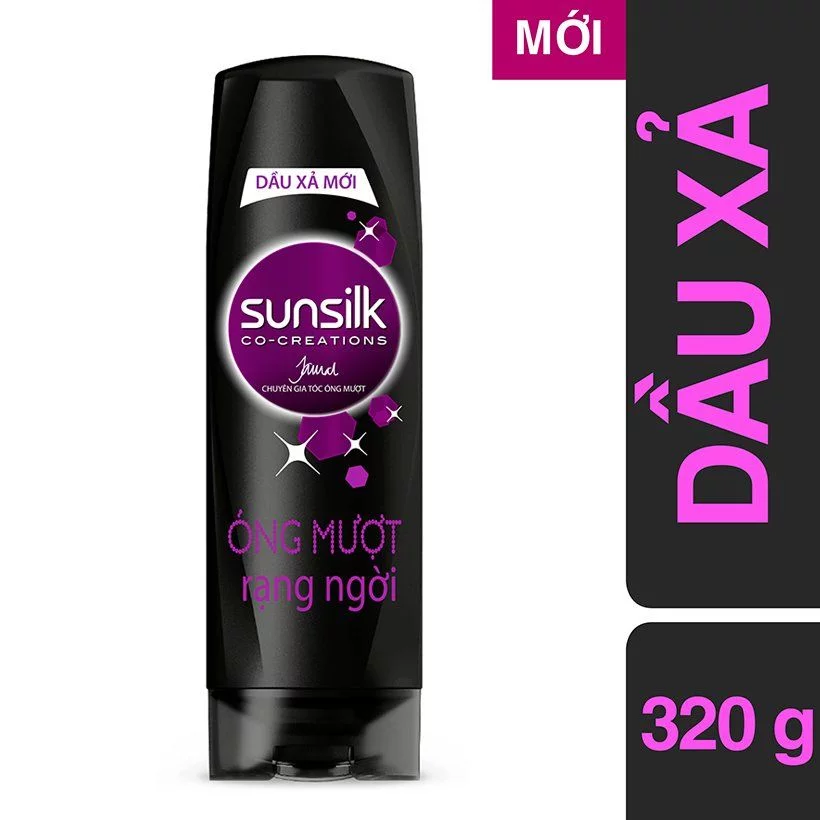 MỚI
DẦU XẢ
320 g
DẦU XẢ MỚI
sunsilk
CO-CREATIONS
CHUYÊN GIA TÓC ÓNG MƯỢT
ÓNG MƯỢT
rạng ngời